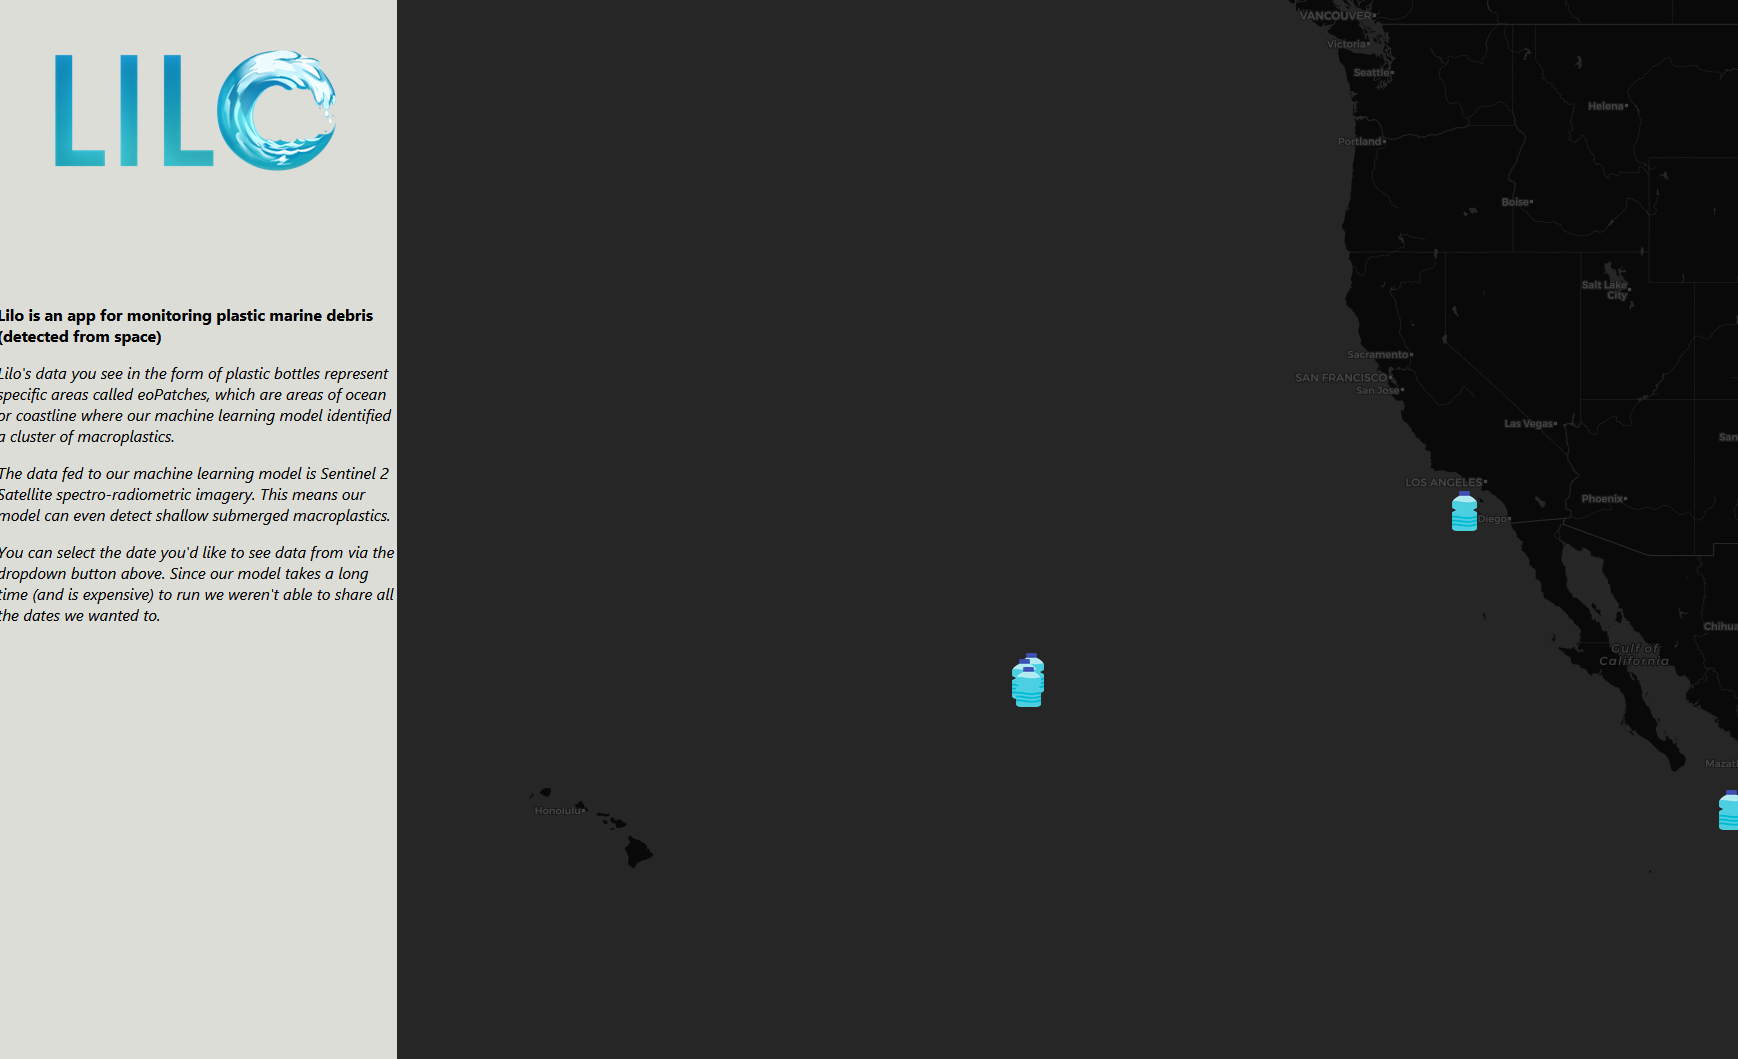 LILO
Lilo is an app for monitoring plastic marine debris
(detected from space)
Lilo's data you see in the form of plastic bottles represent
specific areas called eoPatches, which are areas of ocean
or coastline where our machine learning model identified
a cluster of macroplastics.
The data fed to our machine learning model is Sentinel 2
Satellite spectro-radiometric imagery. This means our
model can even detect shallow submerged macroplastics.
You can select the date you'd like to see data from via the
dropdown button above. Since our model takes a long
time (and is expensive) to run we weren't able to share all
the dates we wanted to.
VANCOUVER
Victoria
Seattle
Helena
Portland
Boise
Salt Lake
City
Sacramento
SAN FRANCISCO
San Jose
Las Vegas
San
LOS ANGELES
Phoenix
Diego
Chihua
Gulf of
California
Mazatl
Honolulu